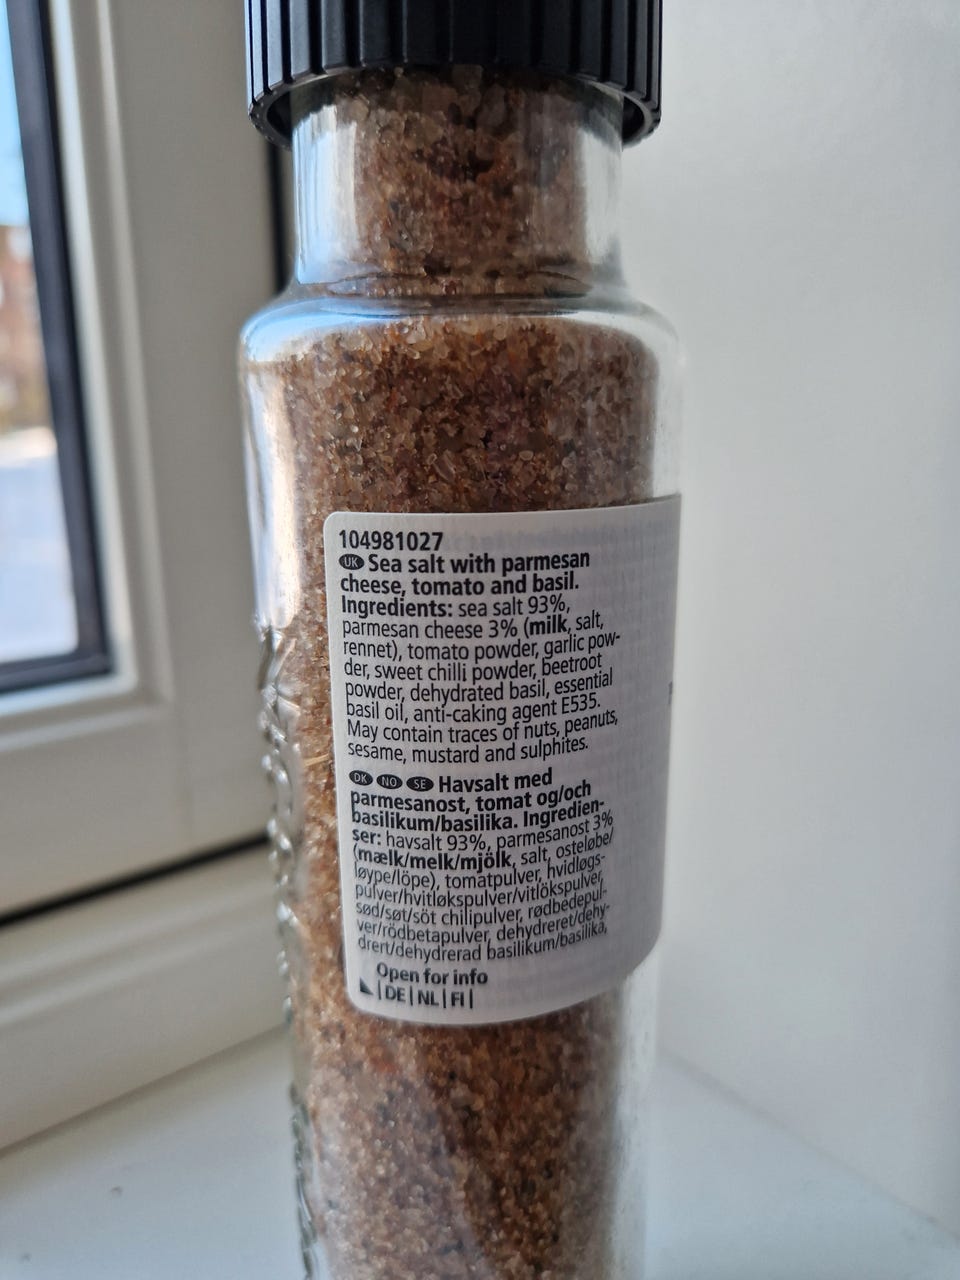 104981027
UK Sea salt with parmesan
cheese, tomato and basil.
Ingredients: sea salt 93%,
parmesan cheese 3% (milk, salt,
rennet), tomato powder, garlic pow-
der, sweet chilli powder, beetroot
powder, dehydrated basil, essential
basil oil, anti-caking agent E535.
May contain traces of nuts, peanuts,
sesame, mustard and sulphites.
DK NO SE Havsalt med
parmesanost, tomat og/och
basilikum/basilika. Ingredien-
ser: havsalt 93%, parmesanost 3%
(mælk/melk/mjölk, salt, osteløbe/
løype/löpe), tomatpulver, hvidløgs-
pulver/hvitløkspulver/vitlökspulver,
sød/søt/söt chilipulver, rødbedepul-
ver/rödbetapulver, dehydreret/dehy-
drert/dehydrerad basilikum/basilika,
Open for info
|DE|NL|FI|